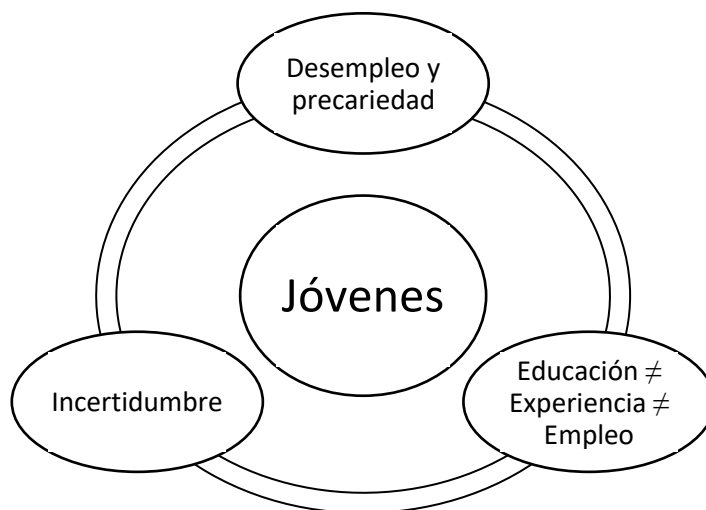 Desempleo y
precariedad
Jóvenes
Incertidumbre
Educación ≠
Experiencia ≠
Empleo